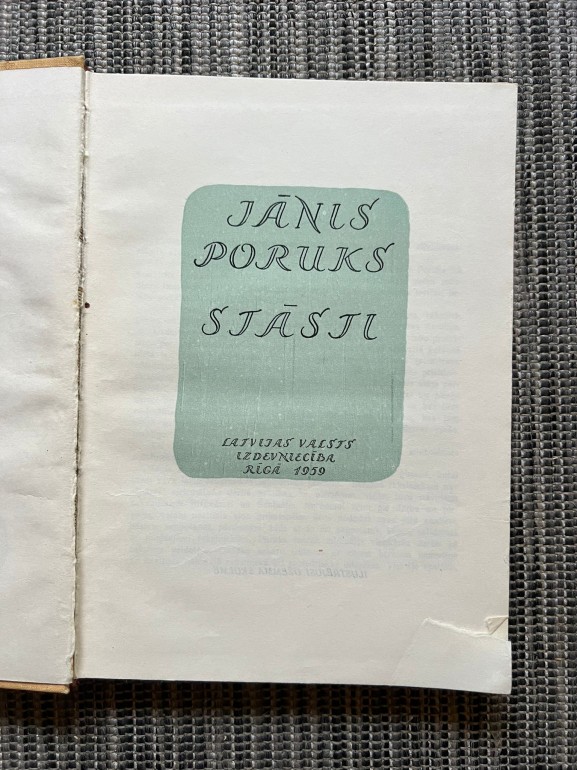 JĀNIS
PORUKS
STĀSTI
LATVIJAS VALSTS
IZDEVNIECĪBA
RĪGĀ 1959